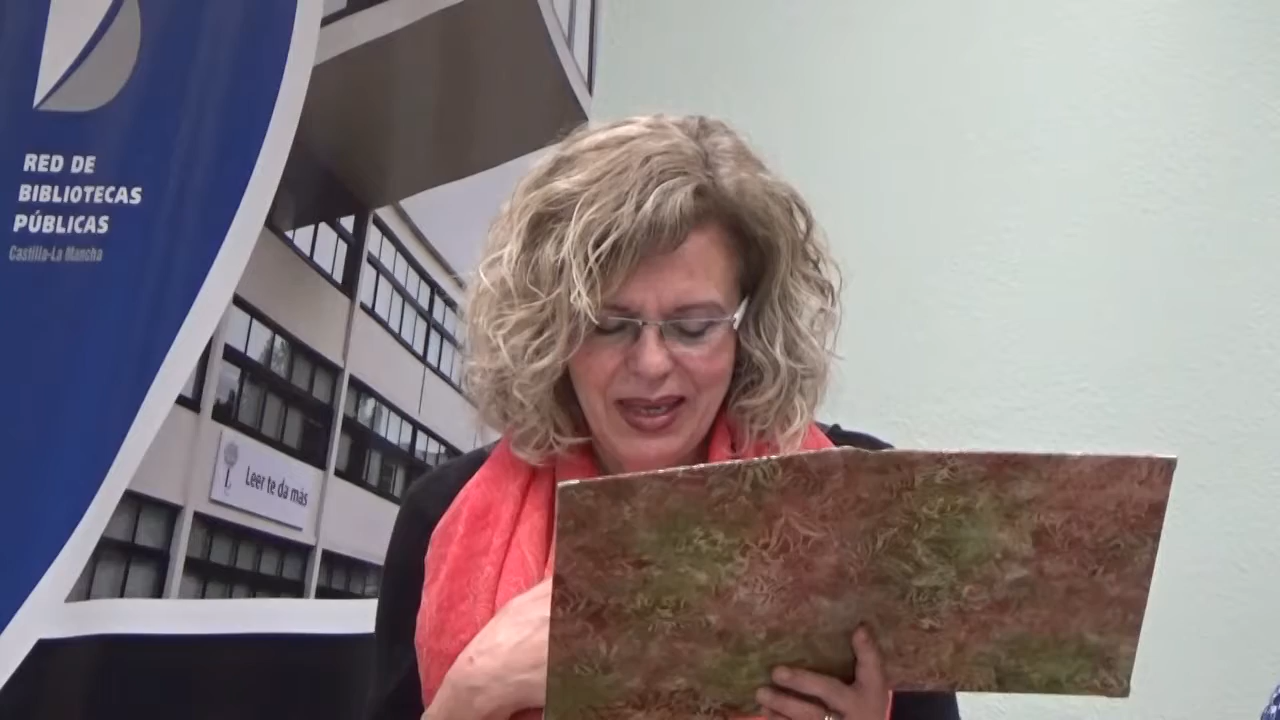 RED DE
BIBLIOTECAS
PÚBLICAS
Castilla-La Mancha
Leer te da más